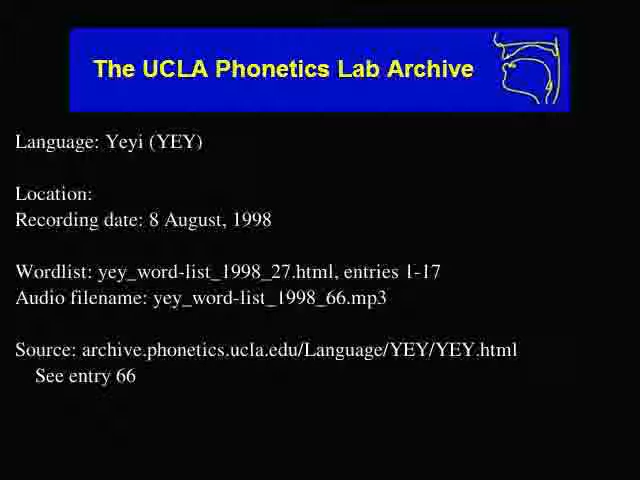 The UCLA Phonetics Lab Archive
Language: Yeyi (YEY)
Location:
Recording date: 8 August, 1998
Wordlist: yey_word-list_1998_27.html, entries 1-17
Audio filename: yey_word-list_1998_66.mp3
Source: archive.phonetics.ucla.edu/Language/YEY/YEY.html
See entry 66